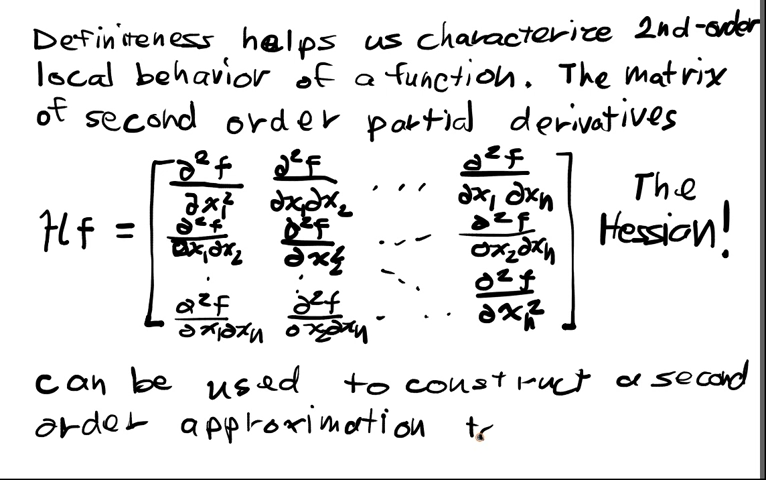 Definiteness helps us characterize 2nd-order
local behavior of a function. The matrix
of second order partial derivatives
Hf = [ ∂²f/∂x₁² ∂²f/∂x₁∂x₂ ... ∂²f/∂x₁∂xₙ
∂²f/∂x₁∂x₂ ∂²f/∂x₂² ... ∂²f/∂x₂∂xₙ
∂²f/∂x₁∂xₙ ∂²f/∂x₂∂xₙ ... ∂²f/∂xₙ² ]
The
Hession!
can be used to construct a second
order approximation t